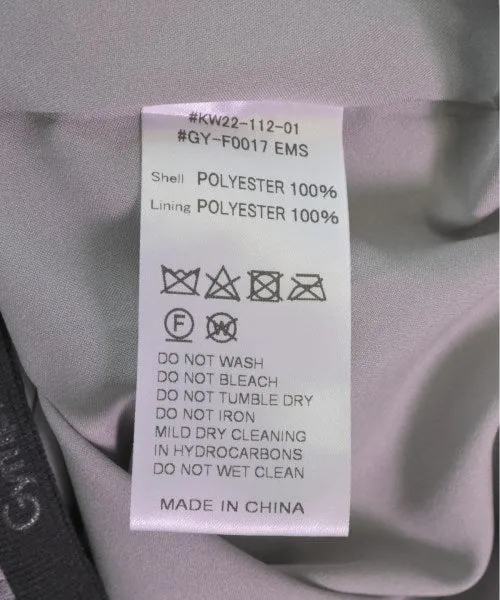 #KW22-112-01
#GY-F0017 EMS
Shell POLYESTER 100%
Lining POLYESTER 100%
F W
DO NOT WASH
DO NOT BLEACH
DO NOT TUMBLE DRY
DO NOT IRON
MILD DRY CLEANING
IN HYDROCARBONS
DO NOT WET CLEAN
MADE IN CHINA